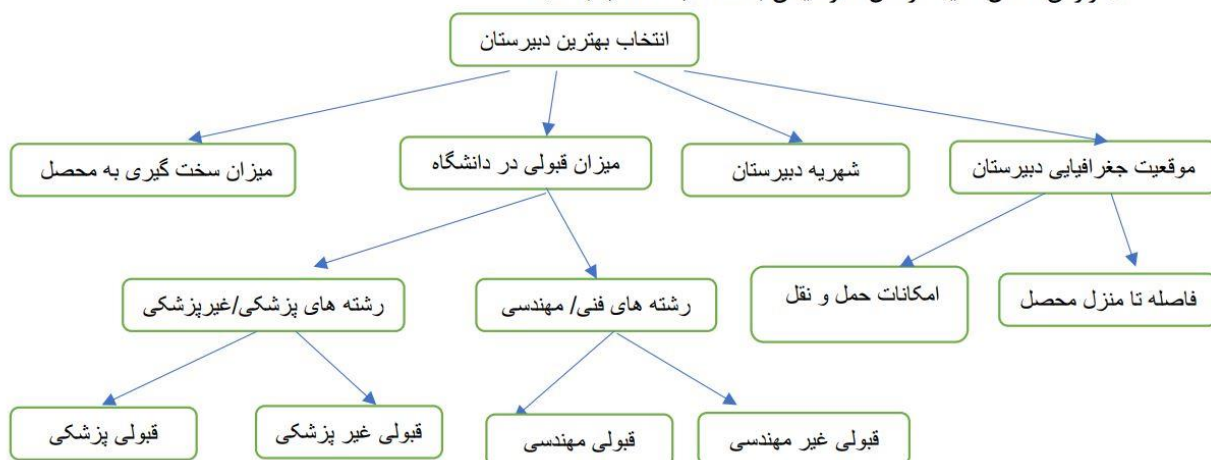 انتخاب بهترین دبیرستان
موقعیت جغرافیایی دبیرستان
شهریه دبیرستان
میزان قبولی در دانشگاه
میزان سخت گیری به محصل
فاصله تا منزل محصل
امکانات حمل و نقل
رشته های فنی/ مهندسی
رشته های پزشکی/غیرپزشکی
قبولی غیر مهندسی
قبولی مهندسی
قبولی غیر پزشکی
قبولی پزشکی